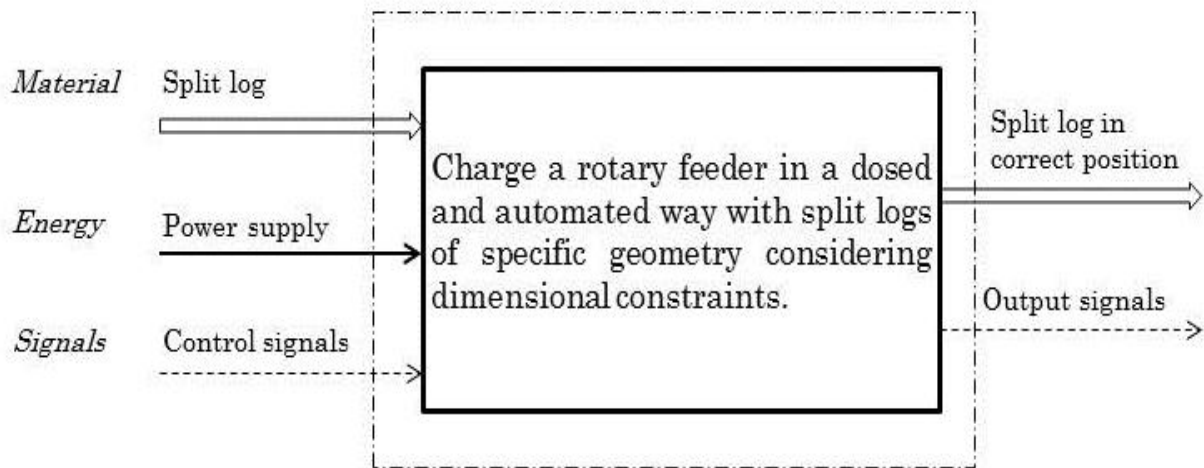 Material
Split log
Energy
Power supply
Signals
Control signals
Charge a rotary feeder in a dosed
and automated way with split logs
of specific geometry considering
dimensional constraints.
Split log in
correct position
Output signals